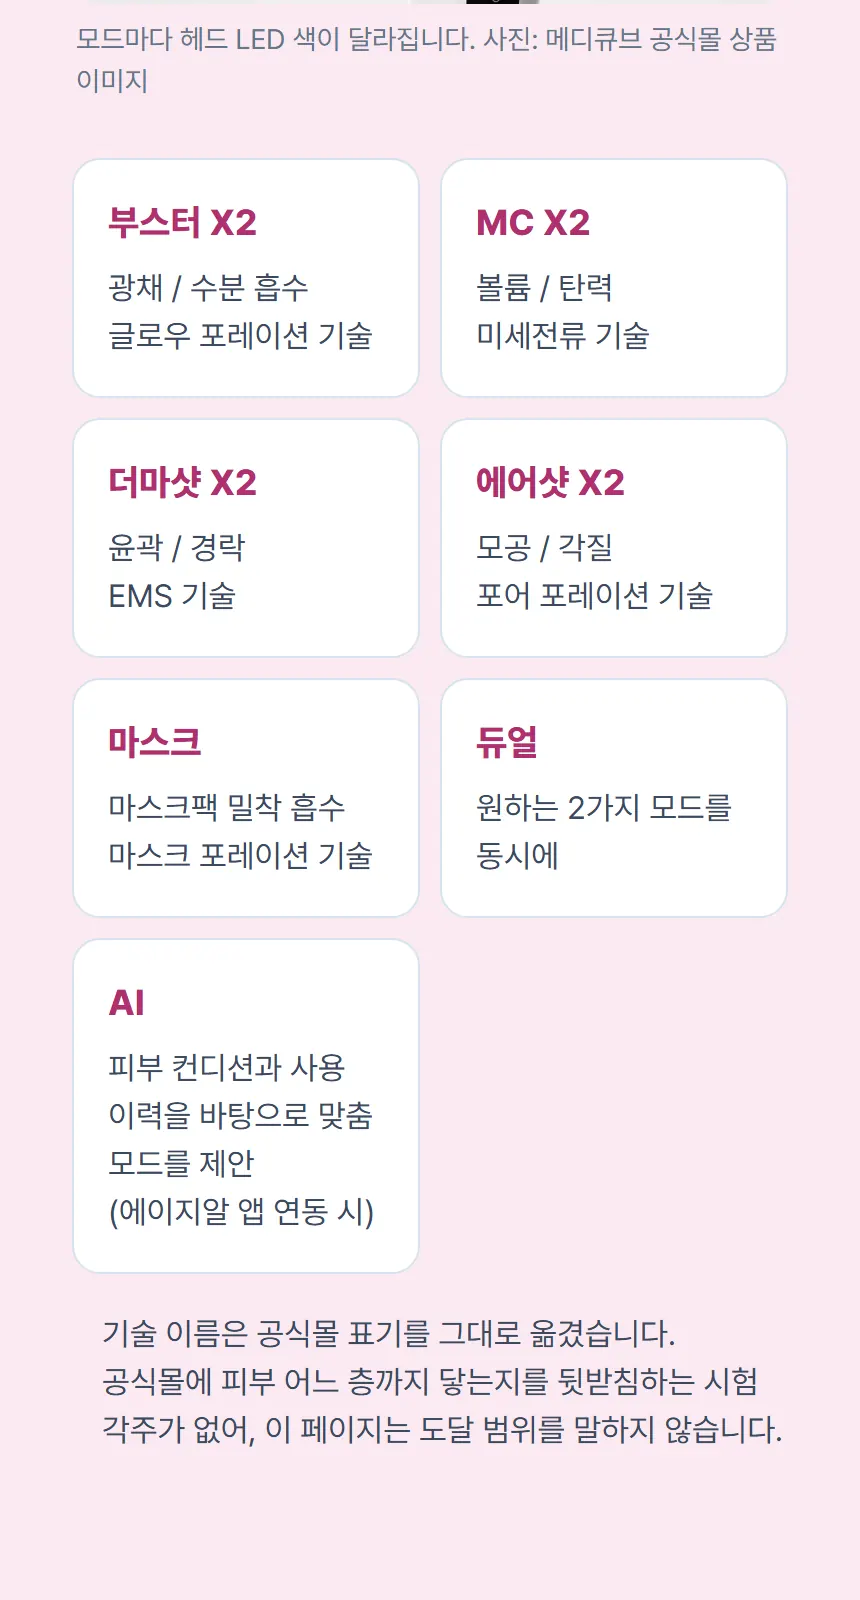 모드마다 헤드 LED 색이 달라집니다. 사진: 메디큐브 공식몰 상품
이미지
부스터 X2
광채 / 수분 흡수
글로우 포레이션 기술
MC X2
볼륨 / 탄력
미세전류 기술
더마샷 X2
윤곽 / 경락
EMS 기술
에어샷 X2
모공 / 각질
포어 포레이션 기술
마스크
마스크팩 밀착 흡수
마스크 포레이션 기술
듀얼
원하는 2가지 모드를
동시에
AI
피부 컨디션과 사용
이력을 바탕으로 맞춤
모드를 제안
(에이지알 앱 연동 시)
기술 이름은 공식몰 표기를 그대로 옮겼습니다.
공식몰에 피부 어느 층까지 닿는지를 뒷받침하는 시험
각주가 없어, 이 페이지는 도달 범위를 말하지 않습니다.